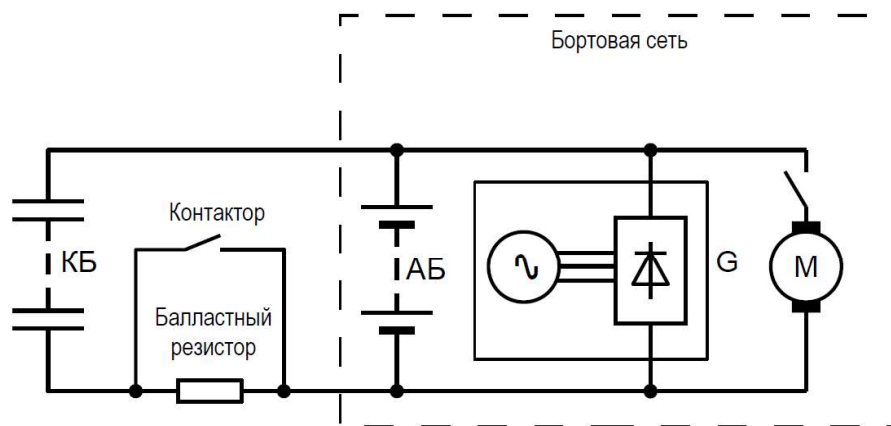 Бортовая сеть
Контактор
КБ
АБ
G
М
Балластный
резистор